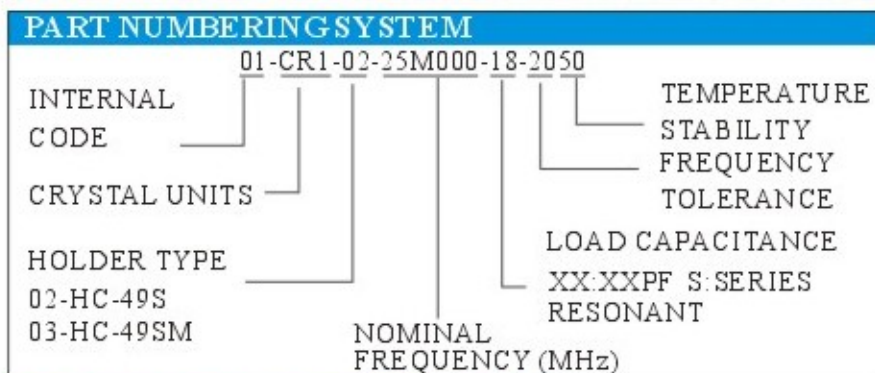 PART NUMBERING SYSTEM
01-CR1-02-25M000-18-2050
INTERNAL
CODE
CRYSTAL UNITS
HOLDER TYPE
02-HC-49S
03-HC-49SM
NOMINAL
FREQUENCY (MHz)
TEMPERATURE
STABILITY
FREQUENCY
TOLERANCE
LOAD CAPACITANCE
XX:XXPF S:SERIES
RESONANT